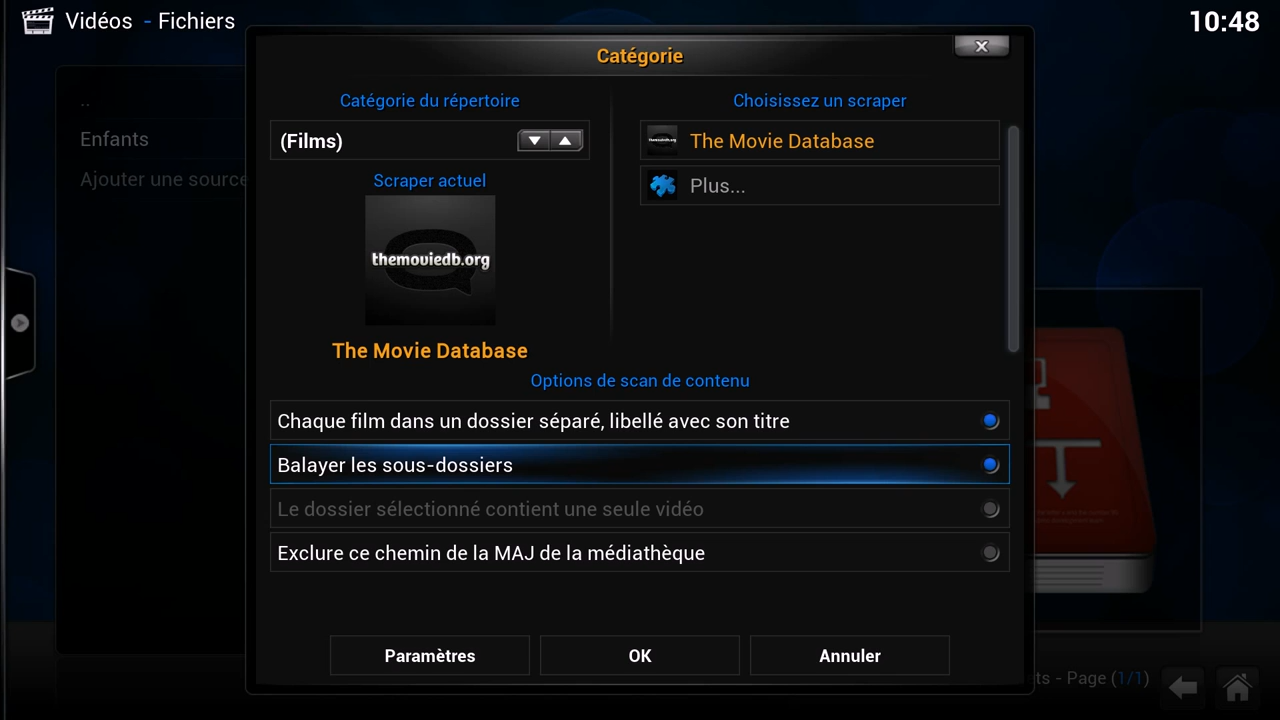 Vidéos - Fichiers
10:48
Catégorie
x
..
Enfants
Ajouter une source
Catégorie du répertoire
(Films)
Scraper actuel
themoviedb.org
The Movie Database
Choisissez un scraper
The Movie Database
Plus...
Options de scan de contenu
Chaque film dans un dossier séparé, libellé avec son titre
Balayer les sous-dossiers
Le dossier sélectionné contient une seule vidéo
Exclure ce chemin de la MAJ de la médiathèque
Paramètres
OK
Annuler
ts - Page (1/1)